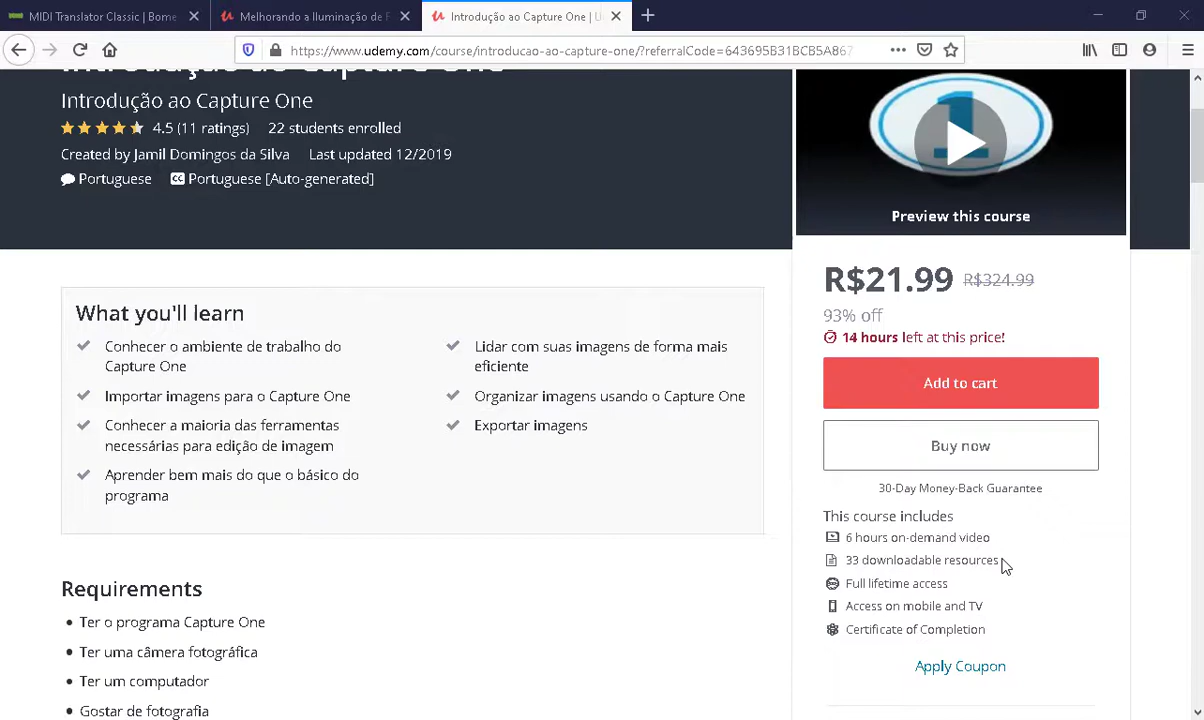 MIDI Translator Classic | Bome
Melhorando a Iluminação de F
Introdução ao Capture One | U
https://www.udemy.com/course/introducao-ao-capture-one/?referralCode=643695B31BCB5A867
Introdução ao Capture One
Introdução ao Capture One
4.5 (11 ratings) 22 students enrolled
Created by Jamil Domingos da Silva Last updated 12/2019
Portuguese Portuguese [Auto-generated]
1
Preview this course
R$21.99 R$324.99
93% off
14 hours left at this price!
Add to cart
Buy now
30-Day Money-Back Guarantee
This course includes
6 hours on-demand video
33 downloadable resources
Full lifetime access
Access on mobile and TV
Certificate of Completion
Apply Coupon
What you'll learn
Conhecer o ambiente de trabalho do
Capture One
Importar imagens para o Capture One
Conhecer a maioria das ferramentas
necessárias para edição de imagem
Aprender bem mais do que o básico do
programa
Lidar com suas imagens de forma mais
eficiente
Organizar imagens usando o Capture One
Exportar imagens
Requirements
Ter o programa Capture One
Ter uma câmera fotográfica
Ter um computador
Gostar de fotografia